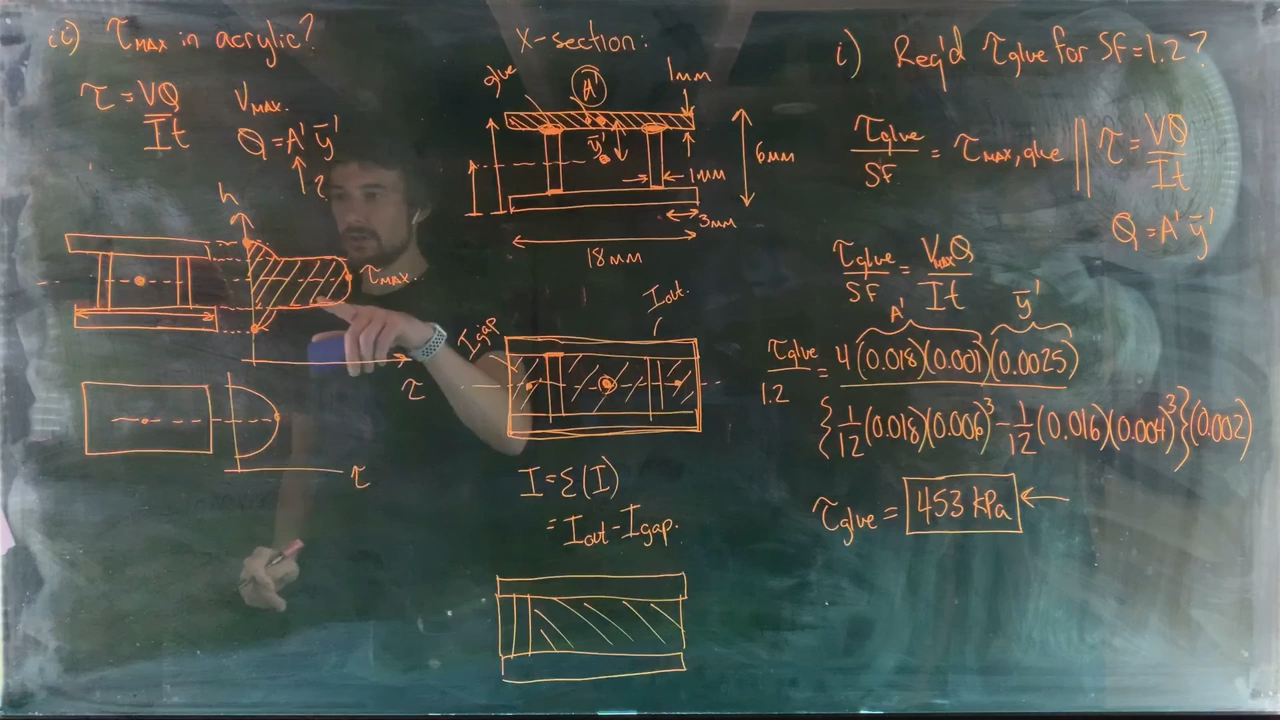 ii) τMAX in acrylic?
τ = VQ
It
VMAX.
Q = A' ȳ'
h
τMAX.
τ
τ
X-section:
glue
A'
1mm
ȳ'
6mm
1mm
3mm
18mm
Iout.
Igap
I = Σ(I)
= Iout - Igap.
i) Req'd τglue for SF = 1.2?
τglue
SF
= τMAX,glue || τ = VQ
It
Q = A' ȳ'
τglue = VMAXQ
SF It
A' ȳ'
τglue = 4(0.018)(0.001)(0.0025)
1.2 {1/12(0.018)(0.006)³ - 1/12(0.016)(0.004)³}(0.002)
τglue = 453 kPa ←